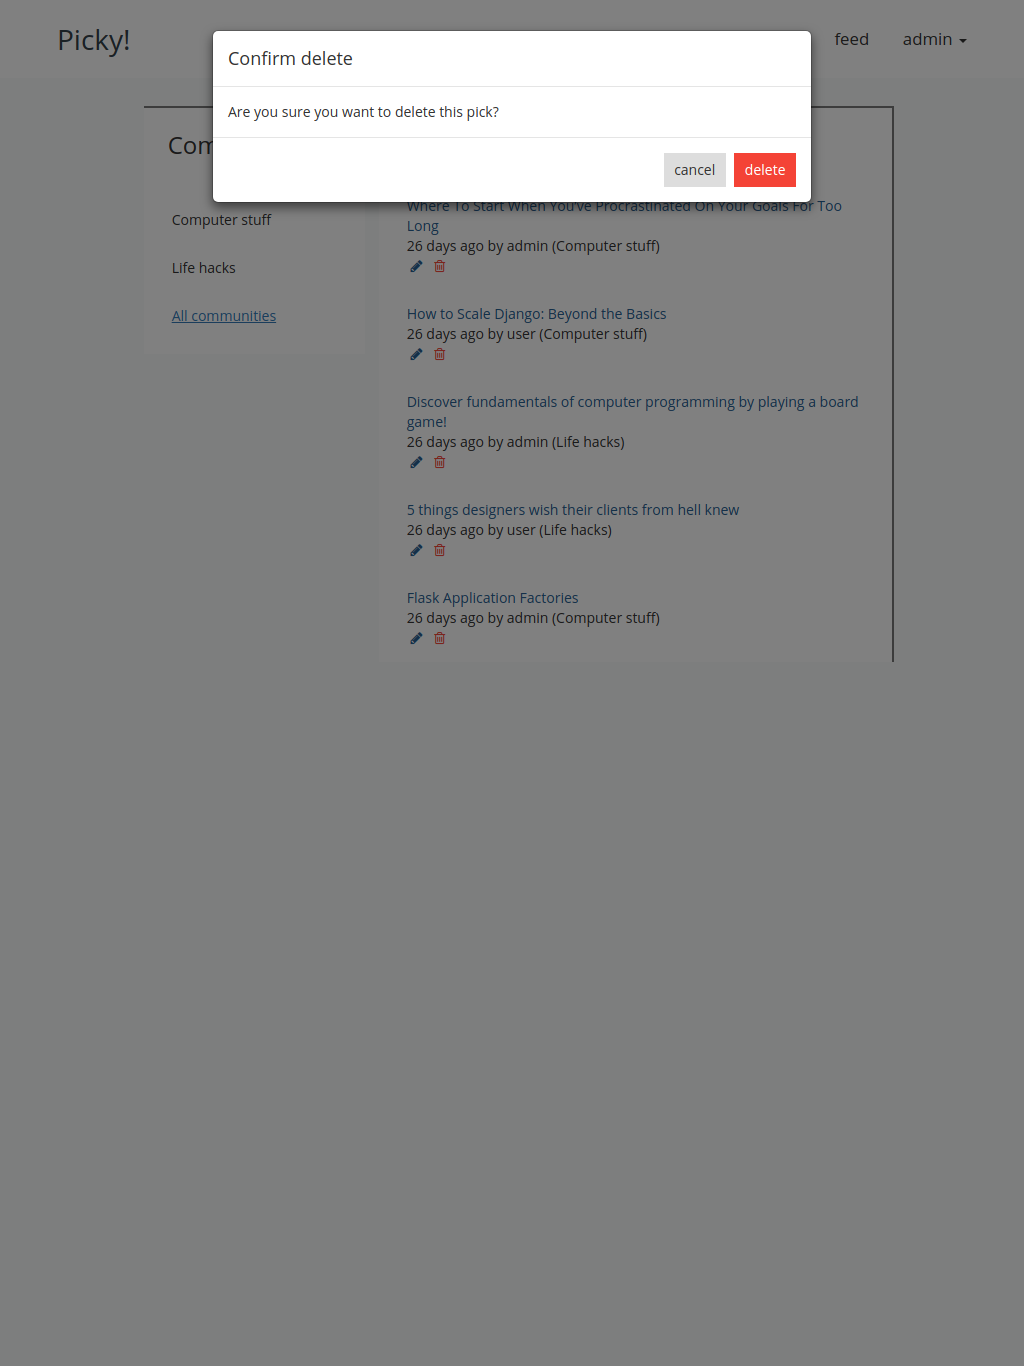 Picky!
feed
admin
Confirm delete
Are you sure you want to delete this pick?
cancel
delete
Computer stuff
Life hacks
All communities
Where To Start When You've Procrastinated On Your Goals For Too
Long
26 days ago by admin (Computer stuff)
How to Scale Django: Beyond the Basics
26 days ago by user (Computer stuff)
Discover fundamentals of computer programming by playing a board
game!
26 days ago by admin (Life hacks)
5 things designers wish their clients from hell knew
26 days ago by user (Life hacks)
Flask Application Factories
26 days ago by admin (Computer stuff)